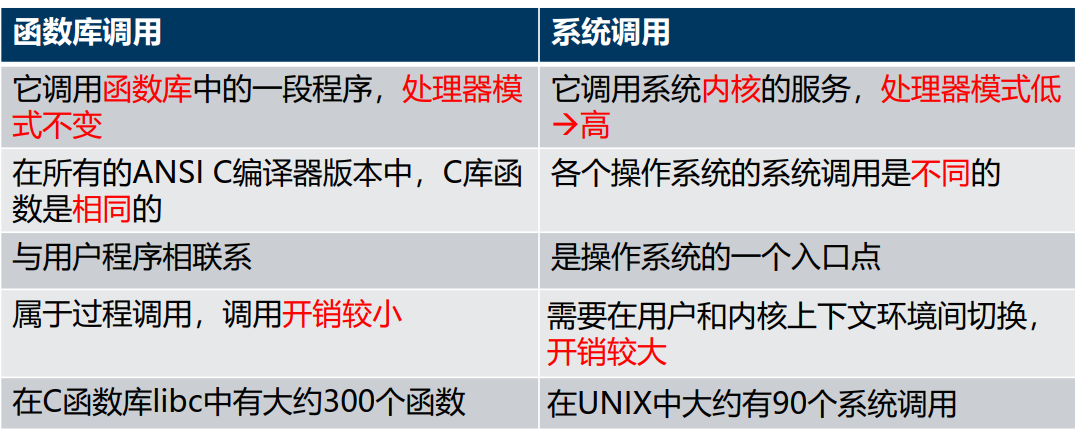 函数库调用
系统调用
它调用函数库中的一段程序，处理器模
式不变
它调用系统内核的服务，处理器模式低
→高
在所有的ANSI C编译器版本中，C库函
数是相同的
各个操作系统的系统调用是不同的
与用户程序相联系
是操作系统的一个入口点
属于过程调用，调用开销较小
需要在用户和内核上下文环境间切换，
开销较大
在C函数库libc中有大约300个函数
在UNIX中大约有90个系统调用